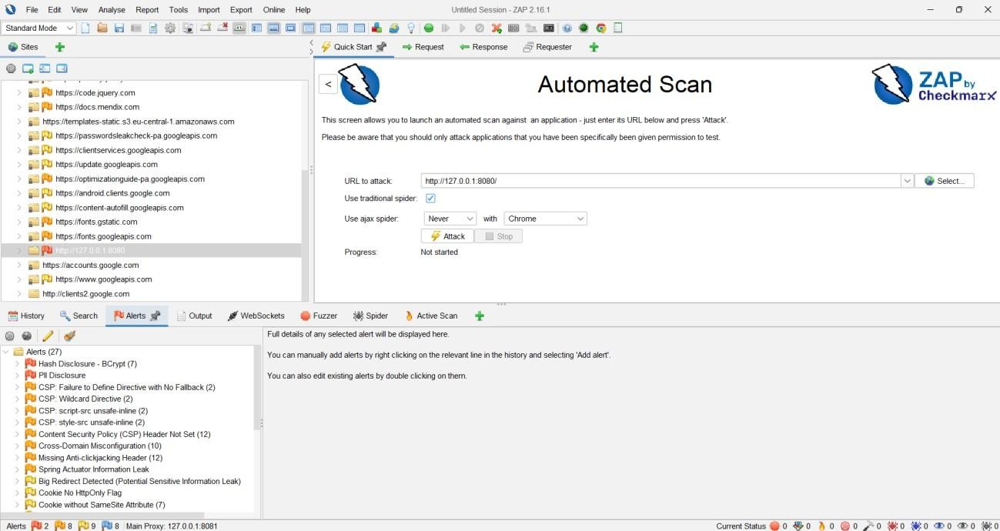 Untitled Session - ZAP 2.16.1
File Edit View Analyse Report Tools Import Export Online Help
Standard Mode
Sites
Quick Start Request Response Requester
<
Automated Scan
ZAP by Checkmarx
This screen allows you to launch an automated scan against an application - just enter its URL below and press 'Attack'.
Please be aware that you should only attack applications that you have been specifically been given permission to test.
URL to attack: http://127.0.0.1:8080/ Select...
Use traditional spider:
Use ajax spider: Never with Chrome
Attack Stop
Progress: Not started
https://code.jquery.com
https://docs.mendix.com
https://templates-static.s3.eu-central-1.amazonaws.com
https://passwordsleakcheck-pa.googleapis.com
https://clientservices.googleapis.com
https://update.googleapis.com
https://optimizationguide-pa.googleapis.com
https://android.clients.google.com
https://content-autofill.googleapis.com
https://fonts.gstatic.com
https://fonts.googleapis.com
http://127.0.0.1:8080
https://accounts.google.com
https://www.googleapis.com
http://clients2.google.com
History Search Alerts Output WebSockets Fuzzer Spider Active Scan
Alerts (27)
Hash Disclosure - BCrypt (7)
PII Disclosure
CSP: Failure to Define Directive with No Fallback (2)
CSP: Wildcard Directive (2)
CSP: script-src unsafe-inline (2)
CSP: style-src unsafe-inline (2)
Content Security Policy (CSP) Header Not Set (12)
Cross-Domain Misconfiguration (10)
Missing Anti-clickjacking Header (12)
Spring Actuator Information Leak
Big Redirect Detected (Potential Sensitive Information Leak)
Cookie No HttpOnly Flag
Cookie without SameSite Attribute (7)
Full details of any selected alert will be displayed here.
You can manually add alerts by right clicking on the relevant line in the history and selecting 'Add alert'.
You can also edit existing alerts by double clicking on them.
Alerts 2 8 9 8 Main Proxy: 127.0.0.1:8081
Current Status 0 0 0 0 0 0 0 0 0 0